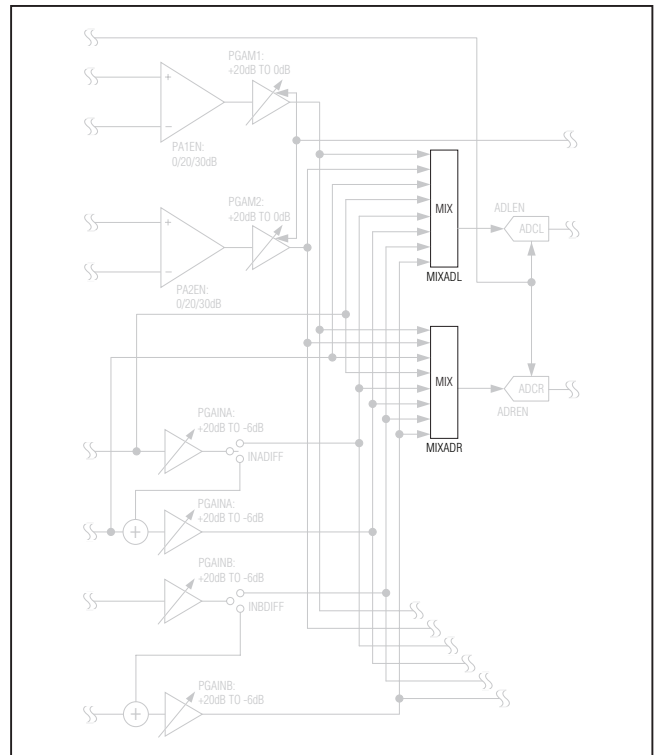 PGAM1:
+20dB TO 0dB
+
−
PA1EN:
0/20/30dB
PGAM2:
+20dB TO 0dB
+
−
PA2EN:
0/20/30dB
MIX
MIXADL
ADLEN
ADCL
MIX
MIXADR
ADCR
ADREN
PGAINA:
+20dB TO -6dB
INADIFF
+
PGAINA:
+20dB TO -6dB
PGAINB:
+20dB TO -6dB
INBDIFF
+
PGAINB:
+20dB TO -6dB